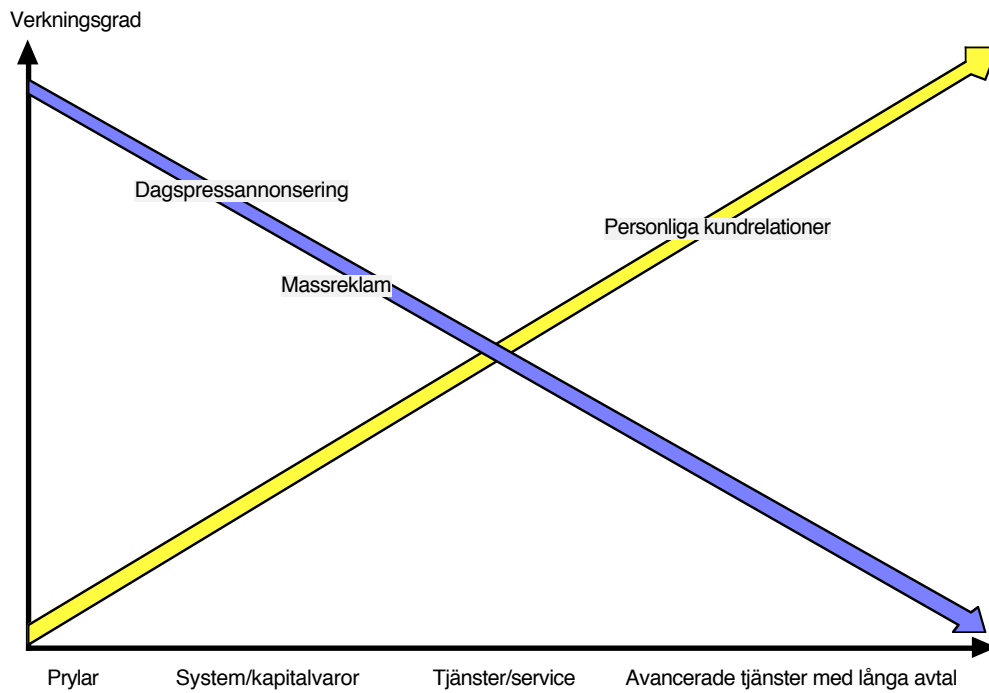 Verkningsgrad
Dagspressannonsering
Personliga kundrelationer
Massreklam
Prylar System/kapitalvaror Tjänster/service Avancerade tjänster med långa avtal